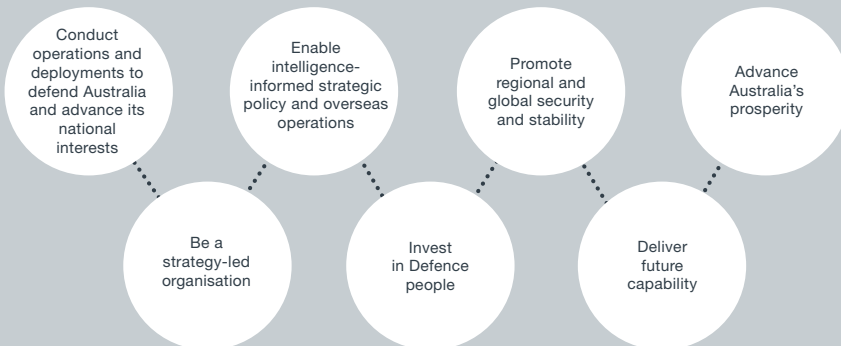 Conduct
operations and
deployments to
defend Australia
and advance its
national
interests
Be a
strategy-led
organisation
Enable
intelligence-
informed strategic
policy and overseas
operations
Invest
in Defence
people
Promote
regional and
global security
and stability
Deliver
future
capability
Advance
Australia's
prosperity